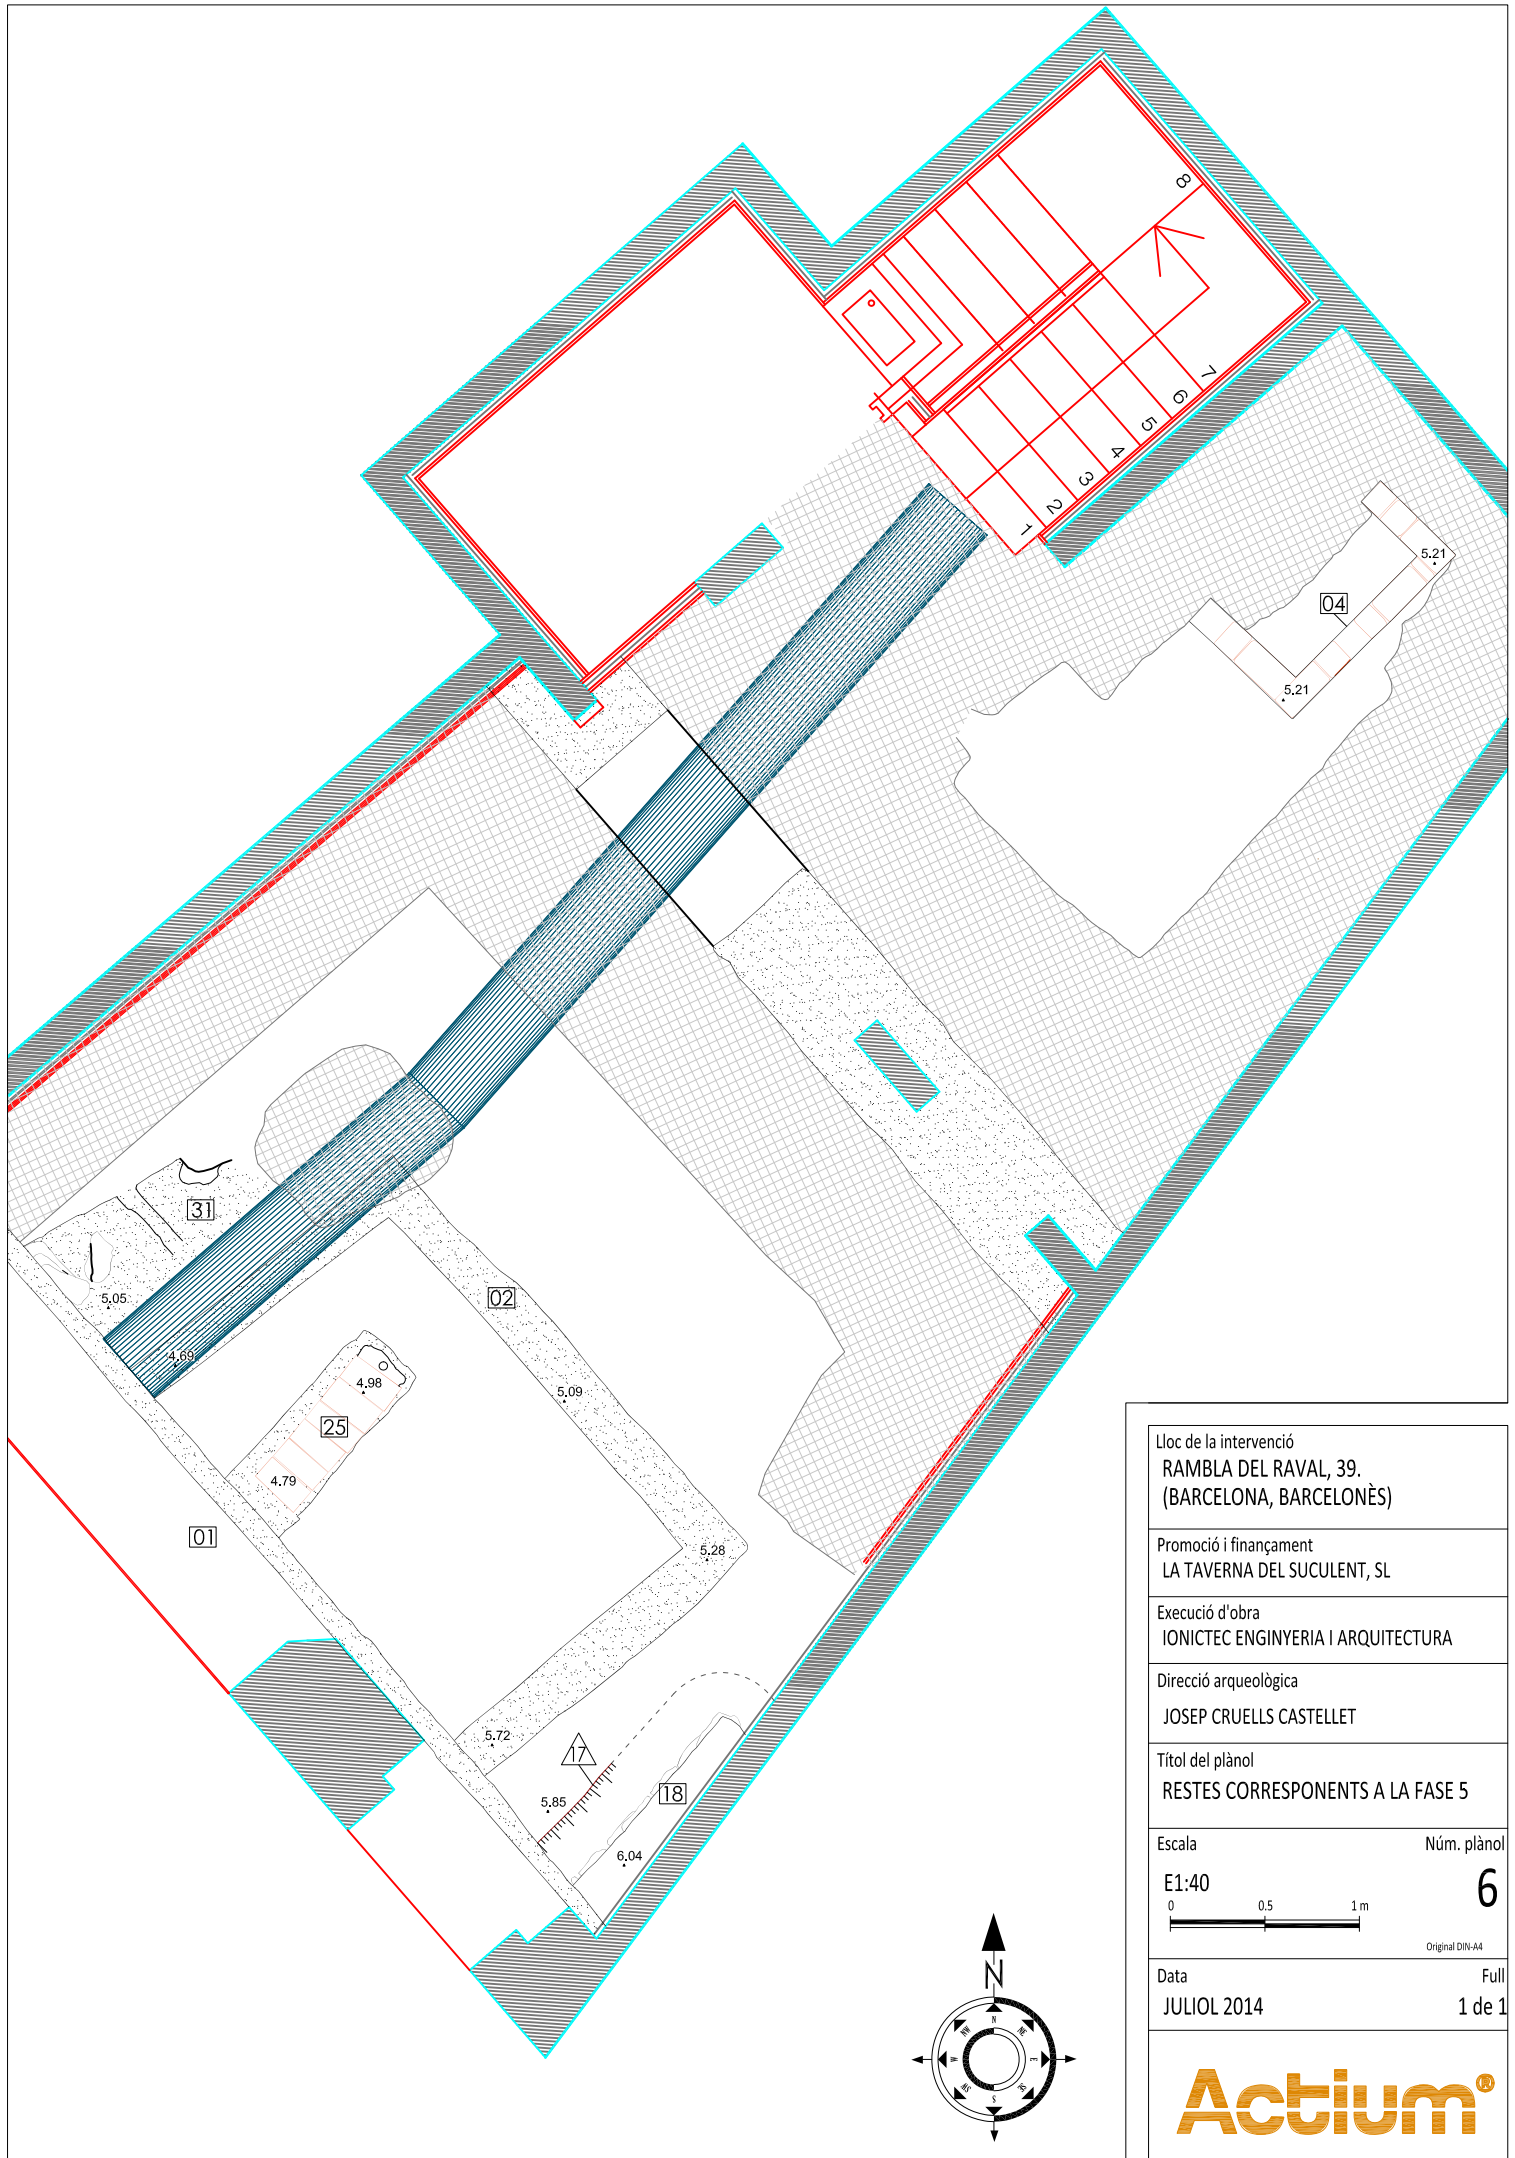 8
7
6
5
4
3
2
1
5.21
04
5.21
31
5.05
02
4.69
4.98
5.09
25
4.79
01
5.28
5.72
17
5.85
18
6.04
N
N
NE
E
SE
S
SW
W
NW
Lloc de la intervenció
RAMBLA DEL RAVAL, 39.
(BARCELONA, BARCELONÈS)
Promoció i finançament
LA TAVERNA DEL SUCULENT, SL
Execució d'obra
IONICTEC ENGINYERIA I ARQUITECTURA
Direcció arqueològica
JOSEP CRUELLS CASTELLET
Títol del plànol
RESTES CORRESPONENTS A LA FASE 5
Escala Núm. plànol
E1:40 6
0 0.5 1 m
Original DIN-A4
Data Full
JULIOL 2014 1 de 1
Actium®